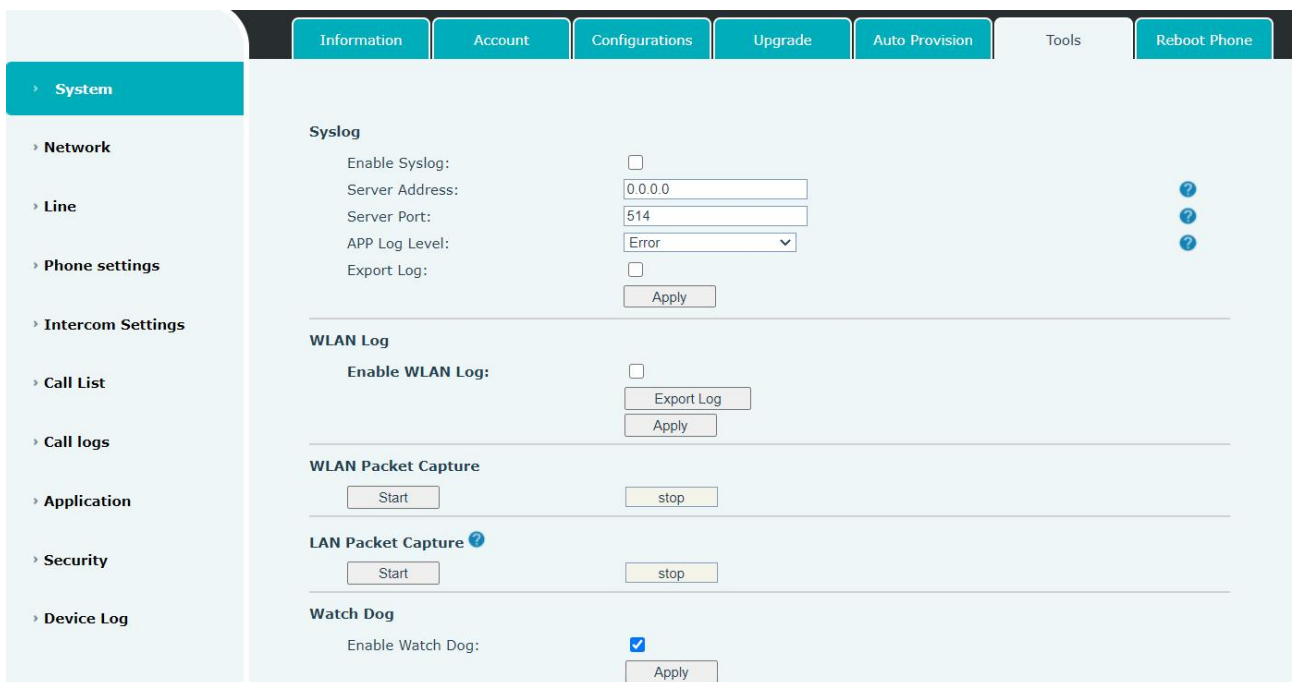 Information Account Configurations Upgrade Auto Provision Tools Reboot Phone
System
Network
Line
Phone settings
Intercom Settings
Call List
Call logs
Application
Security
Device Log
Syslog
Enable Syslog:
Server Address: 0.0.0.0
Server Port: 514
APP Log Level: Error
Export Log:
Apply
WLAN Log
Enable WLAN Log:
Export Log
Apply
WLAN Packet Capture
Start stop
LAN Packet Capture
Start stop
Watch Dog
Enable Watch Dog:
Apply